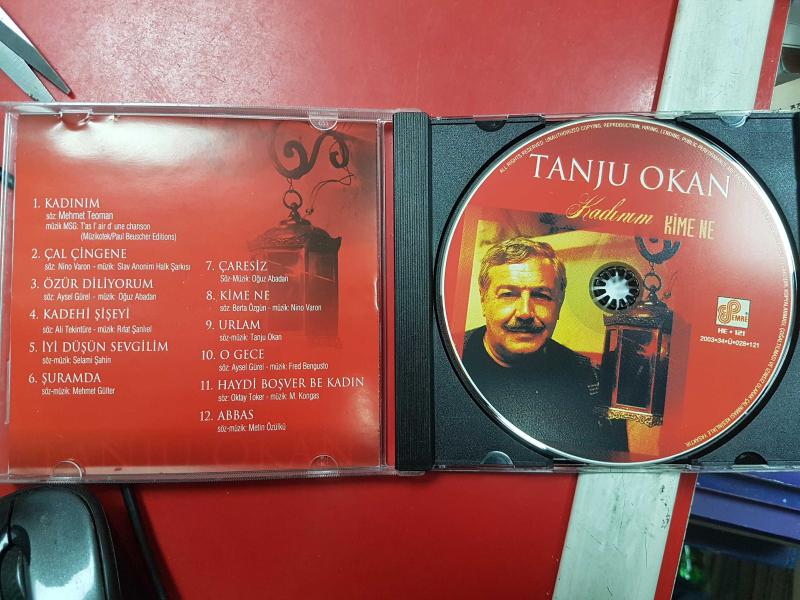 1. KADINIM
söz: Mehmet Teoman
müzik MSG: T'as l' air d' une chanson
(Müzikotek/Paul Beuscher Editions)
2. ÇAL ÇİNGENE
söz: Nino Varon - müzik: Slav Anonim Halk Şarkısı
3. ÖZÜR DİLİYORUM
söz: Aysel Gürel - müzik: Oğuz Abadan
4. KADEHİ ŞİŞEYİ
söz: Ali Tekintüre - müzik: Rıfat Şanlıel
5. İYİ DÜŞÜN SEVGİLİM
söz-müzik: Selami Şahin
6. ŞURAMDA
söz-müzik: Mehmet Gülter
7. ÇARESİZ
Söz-Müzik: Oğuz Abadan
8. KİME NE
söz: Berta Özgün - müzik: Nino Varon
9. URLAM
söz-müzik: Tanju Okan
10. O GECE
söz: Aysel Gürel - müzik: Fred Bengusto
11. HAYDİ BOŞVER BE KADIN
söz: Oktay Toker - müzik: M. Kongas
12. ABBAS
söz-müzik: Metin Özülkü
ALL RIGHTS RESERVED. UNAUTHORIZED COPYING, REPRODUCTION, HIRING, LENDING, PUBLIC PERFORMANCE
TANJU OKAN
Kadınım KİME NE
EMRE
HE • 121
2003•34•Ü•028•121